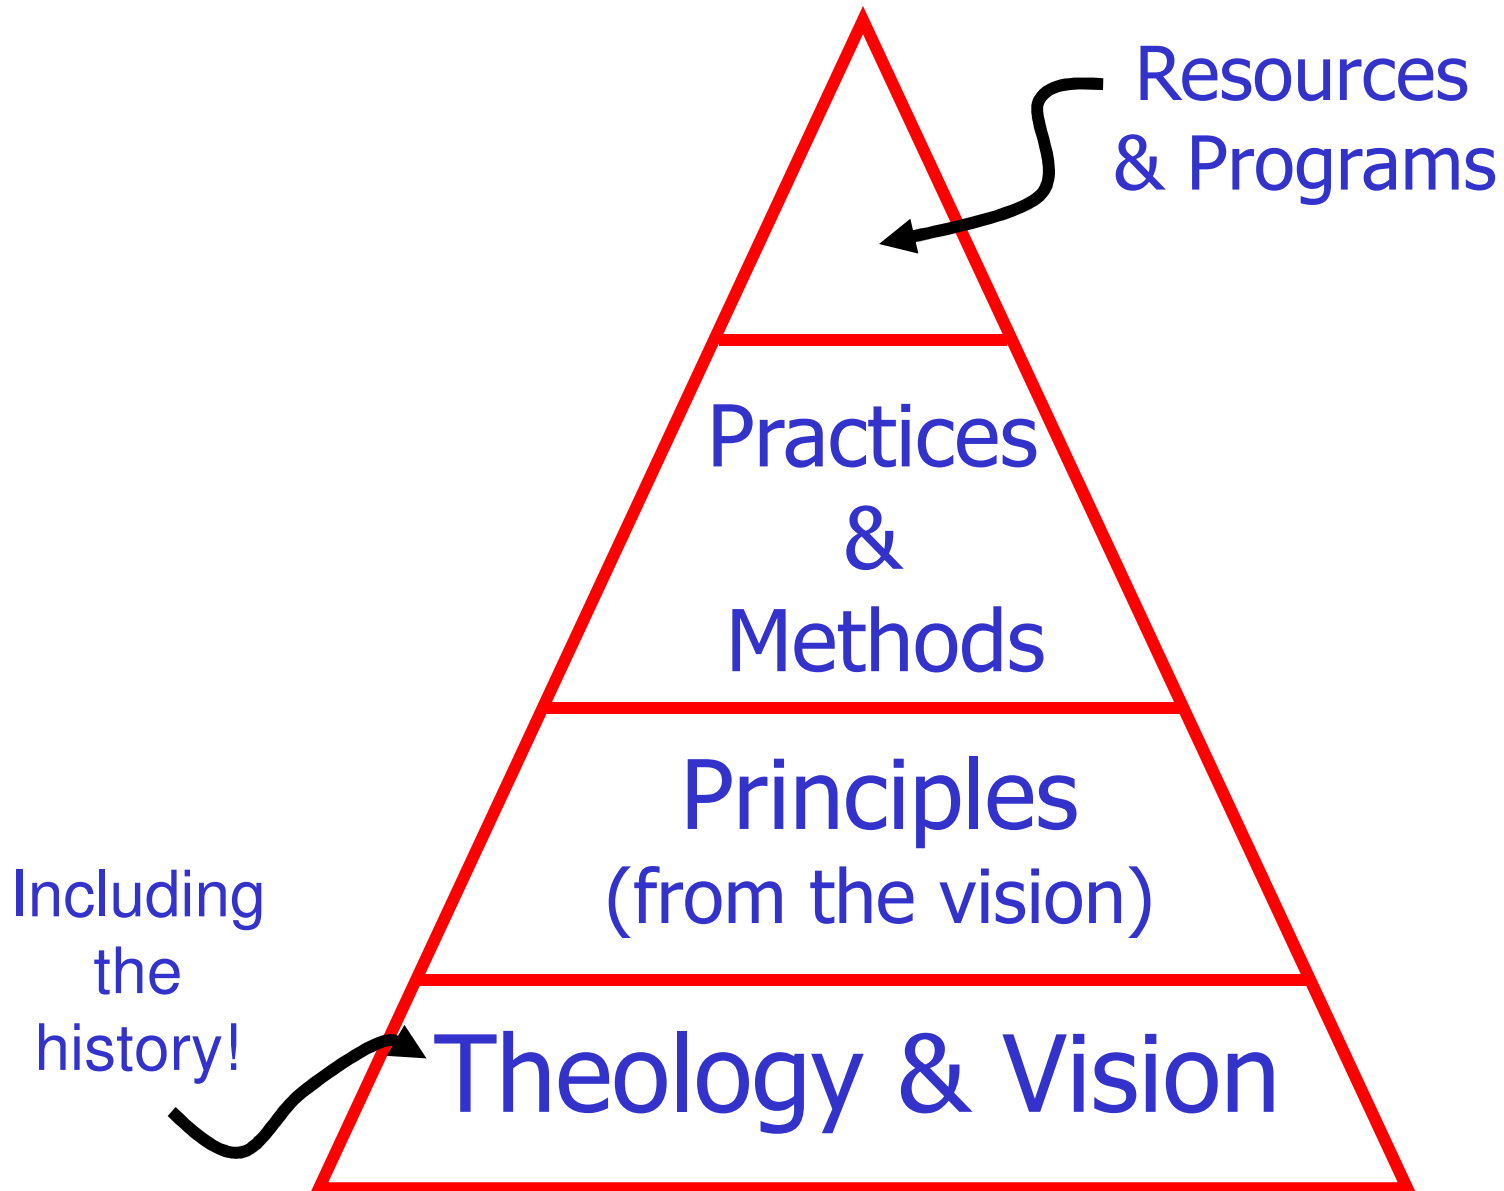 Resources
& Programs
Practices
&
Methods
Principles
(from the vision)
Including
the
history!
Theology & Vision